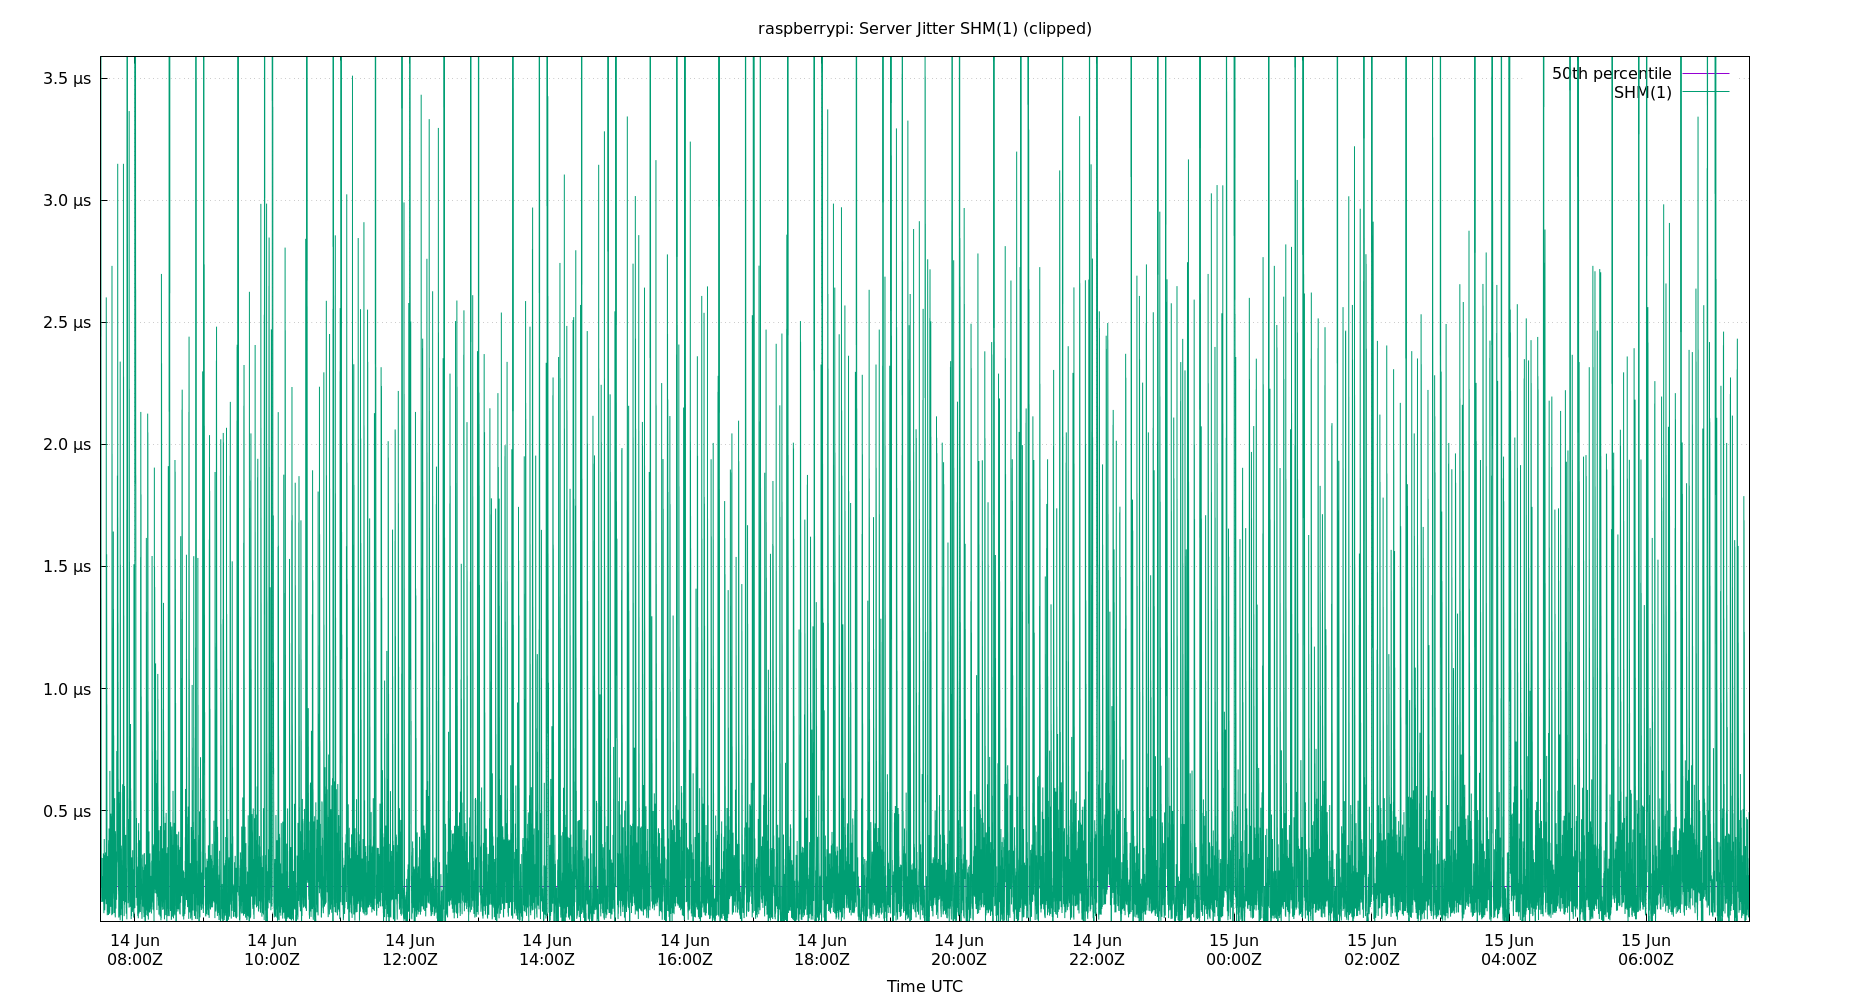 raspberrypi: Server Jitter SHM(1) (clipped)
50th percentile
SHM(1)
3.5 µs
3.0 µs
2.5 µs
2.0 µs
1.5 µs
1.0 µs
0.5 µs
14 Jun 14 Jun 14 Jun 14 Jun 14 Jun 14 Jun 14 Jun 14 Jun 15 Jun 15 Jun 15 Jun 15 Jun
08:00Z 10:00Z 12:00Z 14:00Z 16:00Z 18:00Z 20:00Z 22:00Z 00:00Z 02:00Z 04:00Z 06:00Z
Time UTC